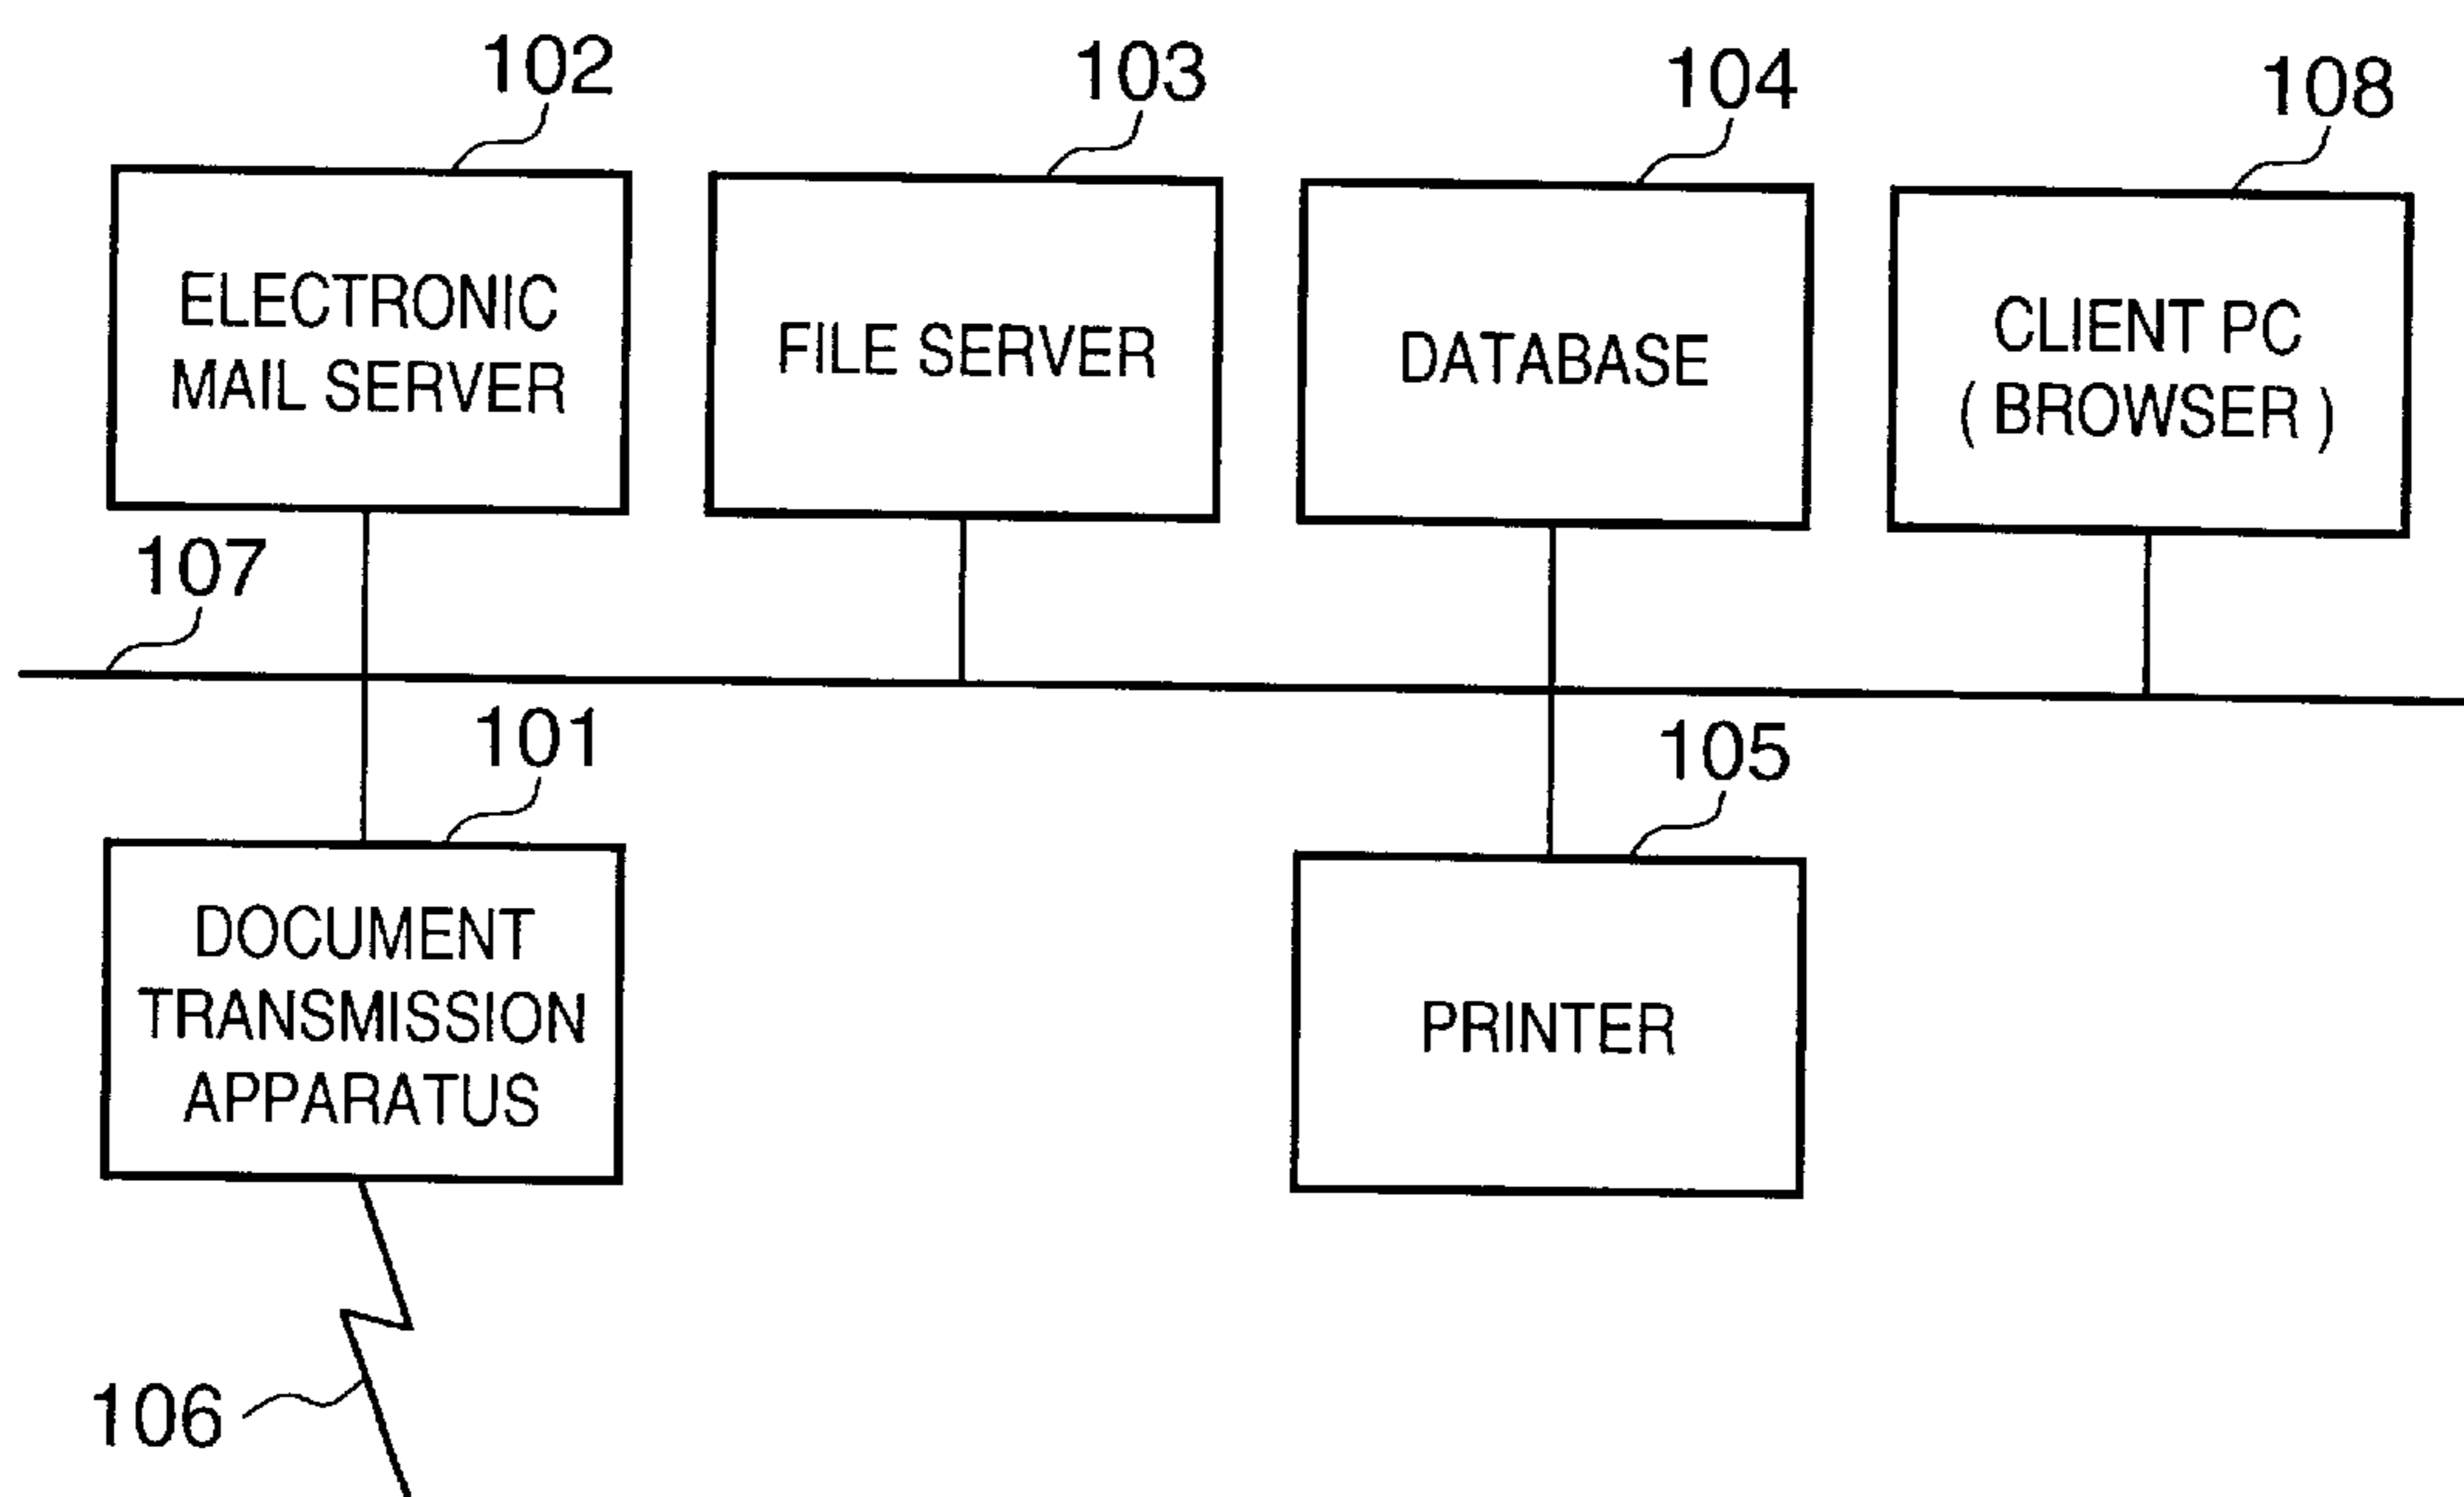 102
103
104
108
ELECTRONIC
MAIL SERVER
FILE SERVER
DATABASE
CLIENT PC
( BROWSER )
107
101
105
DOCUMENT
TRANSMISSION
APPARATUS
PRINTER
106